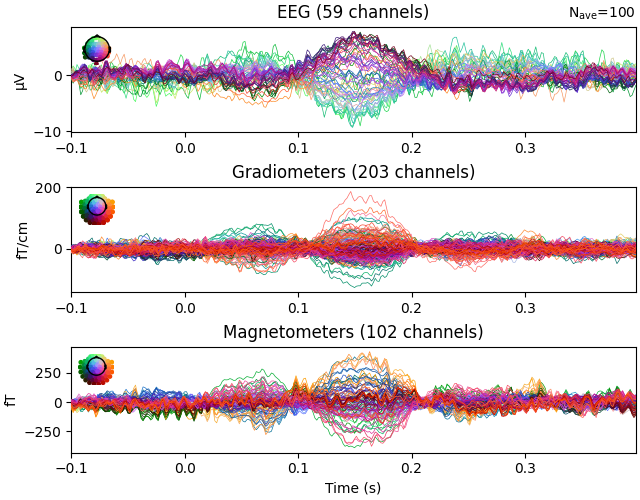 EEG (59 channels)
N_ave=100
µV
0
−10
−0.1 0.0 0.1 0.2 0.3
Gradiometers (203 channels)
fT/cm
200
0
−0.1 0.0 0.1 0.2 0.3
Magnetometers (102 channels)
fT
250
0
−250
−0.1 0.0 0.1 0.2 0.3
Time (s)